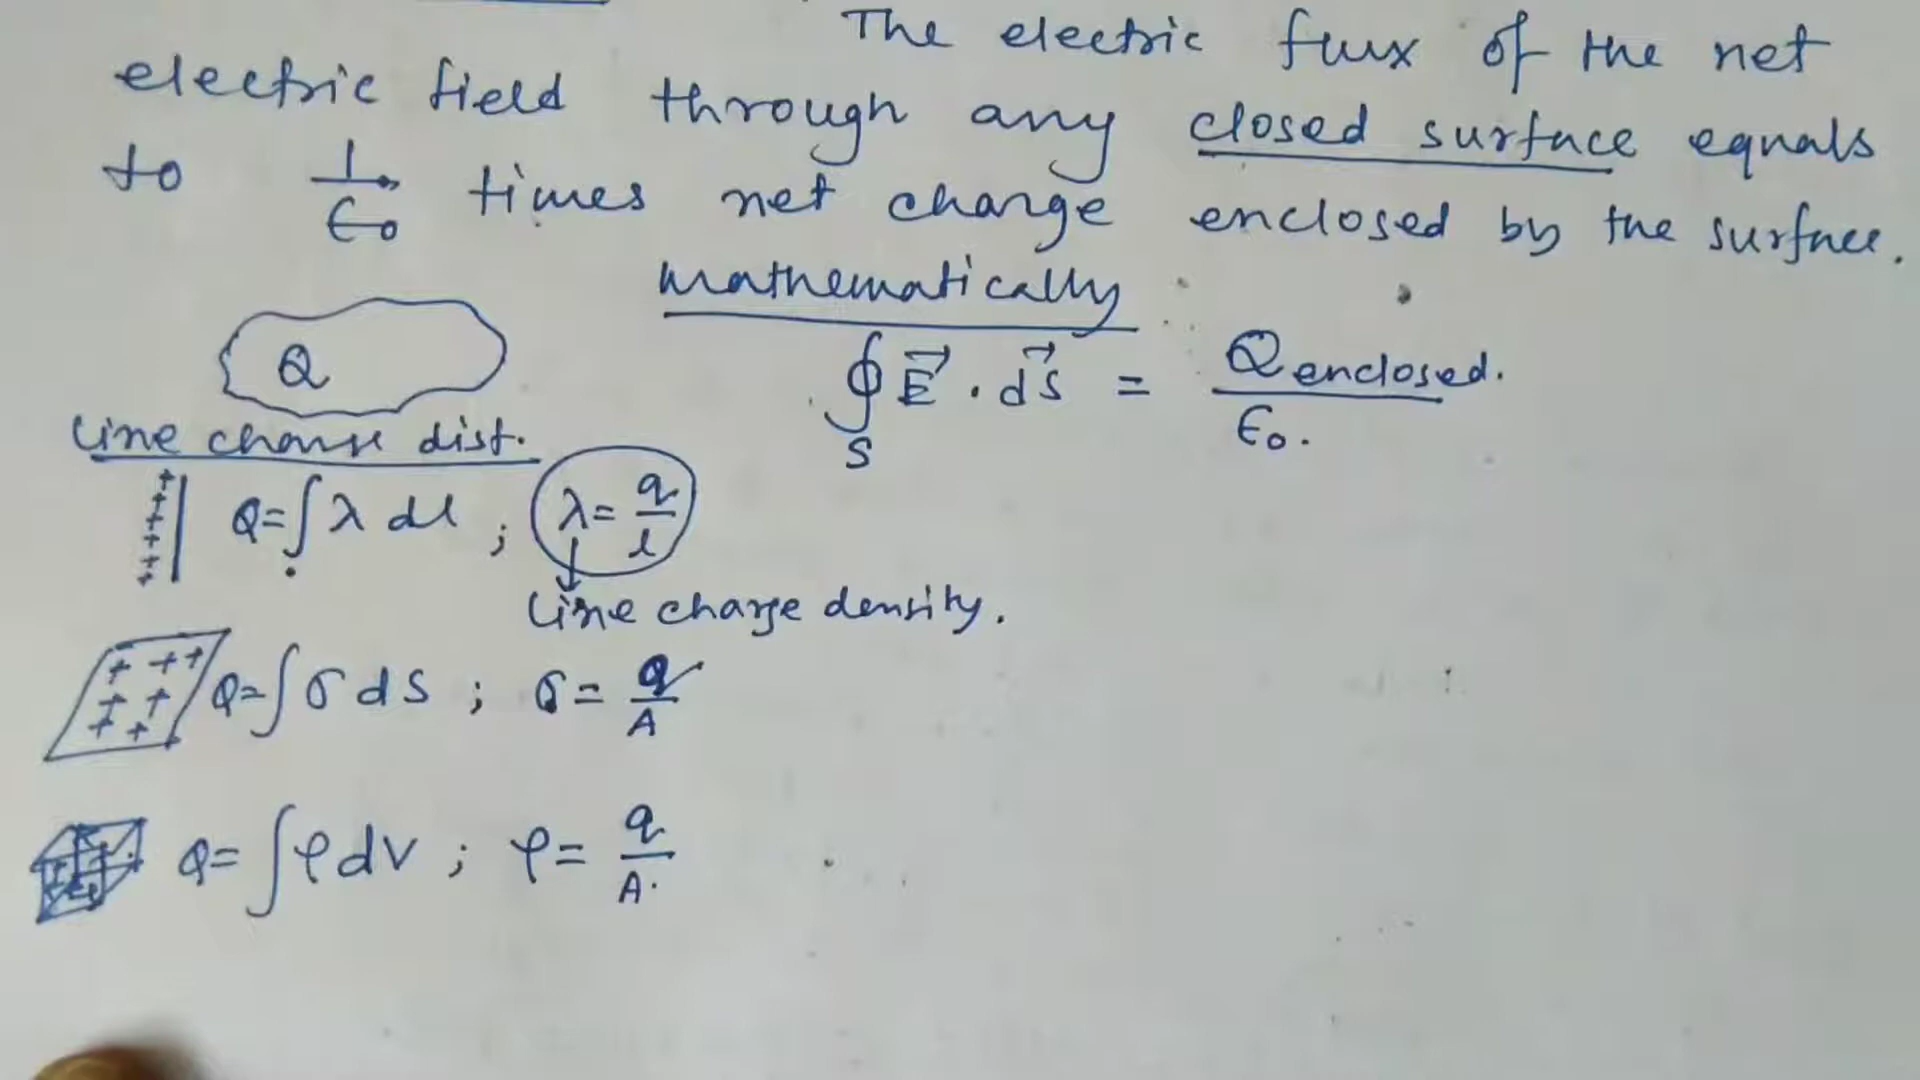 The electric flux of the net
electric field through any closed surface equals
to 1/ϵ₀ times net charge enclosed by the surface.
Mathematically
Q
∮ₛ E⃗ . dS⃗ = Qenclosed. / ϵ₀.
Line charge dist.
+ + + + + + Q = ∫ λ dl ; λ = q/l
Line charge density.
+ + + + + + + + Q = ∫ σ dS ; σ = q/A
Q = ∫ ρ dV ; ρ = q/A.